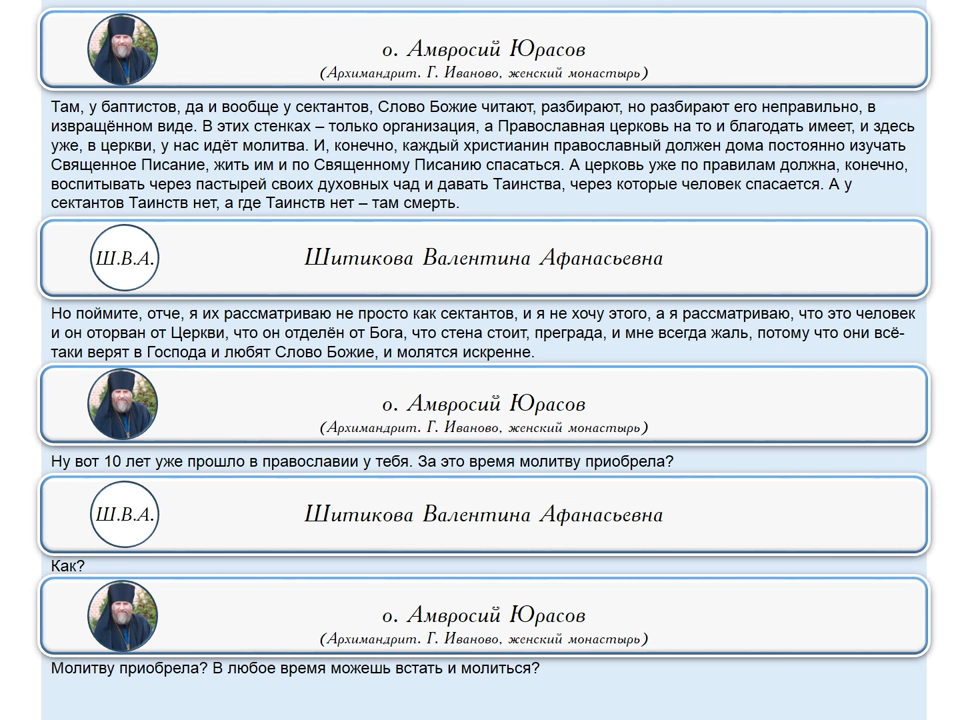 о. Амвросий Юрасов
(Архимандрит. Г. Иваново, женский монастырь)
Там, у баптистов, да и вообще у сектантов, Слово Божие читают, разбирают, но разбирают его неправильно, в
извращённом виде. В этих стенках – только организация, а Православная церковь на то и благодать имеет, и здесь
уже, в церкви, у нас идёт молитва. И, конечно, каждый христианин православный должен дома постоянно изучать
Священное Писание, жить им и по Священному Писанию спасаться. А церковь уже по правилам должна, конечно,
воспитывать через пастырей своих духовных чад и давать Таинства, через которые человек спасается. А у
сектантов Таинств нет, а где Таинств нет – там смерть.
Ш.В.А.
Шитикова Валентина Афанасьевна
Но поймите, отче, я их рассматриваю не просто как сектантов, и я не хочу этого, а я рассматриваю, что это человек
и он оторван от Церкви, что он отделён от Бога, что стена стоит, преграда, и мне всегда жаль, потому что они всё-
таки верят в Господа и любят Слово Божие, и молятся искренне.
о. Амвросий Юрасов
(Архимандрит. Г. Иваново, женский монастырь)
Ну вот 10 лет уже прошло в православии у тебя. За это время молитву приобрела?
Ш.В.А.
Шитикова Валентина Афанасьевна
Как?
о. Амвросий Юрасов
(Архимандрит. Г. Иваново, женский монастырь)
Молитву приобрела? В любое время можешь встать и молиться?